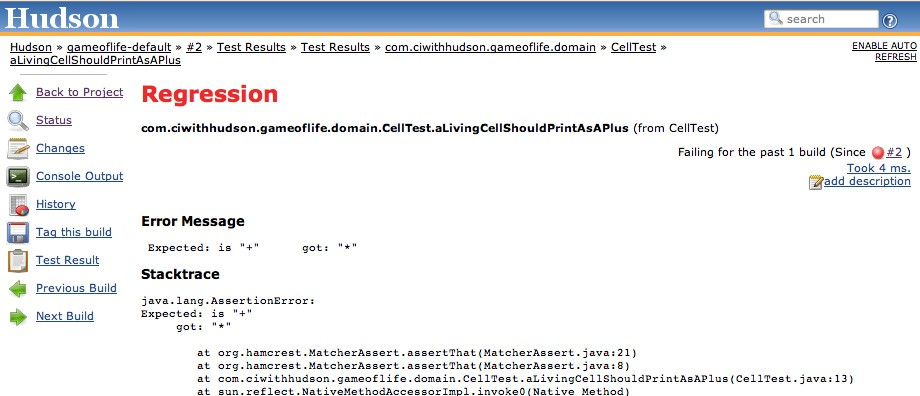 Hudson
search
Hudson » gameoflife-default » #2 » Test Results » Test Results » com.ciwithhudson.gameoflife.domain » CellTest »
aLivingCellShouldPrintAsAPlus
ENABLE AUTO
REFRESH
Back to Project
Status
Changes
Console Output
History
Tag this build
Test Result
Previous Build
Next Build
Regression
com.ciwithhudson.gameoflife.domain.CellTest.aLivingCellShouldPrintAsAPlus (from CellTest)
Failing for the past 1 build (Since #2 )
Took 4 ms.
add description
Error Message
Expected: is "+"      got: "*"
Stacktrace
java.lang.AssertionError:
Expected: is "+"
     got: "*"
at org.hamcrest.MatcherAssert.assertThat(MatcherAssert.java:21)
at org.hamcrest.MatcherAssert.assertThat(MatcherAssert.java:8)
at com.ciwithhudson.gameoflife.domain.CellTest.aLivingCellShouldPrintAsAPlus(CellTest.java:13)
at sun.reflect.NativeMethodAccessorImpl.invoke0(Native Method)